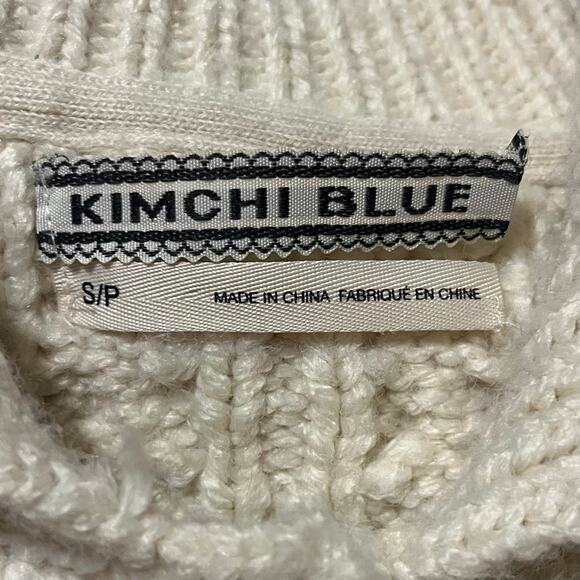 KIMCHI BLUE
S/P MADE IN CHINA FABRIQUÉ EN CHINE